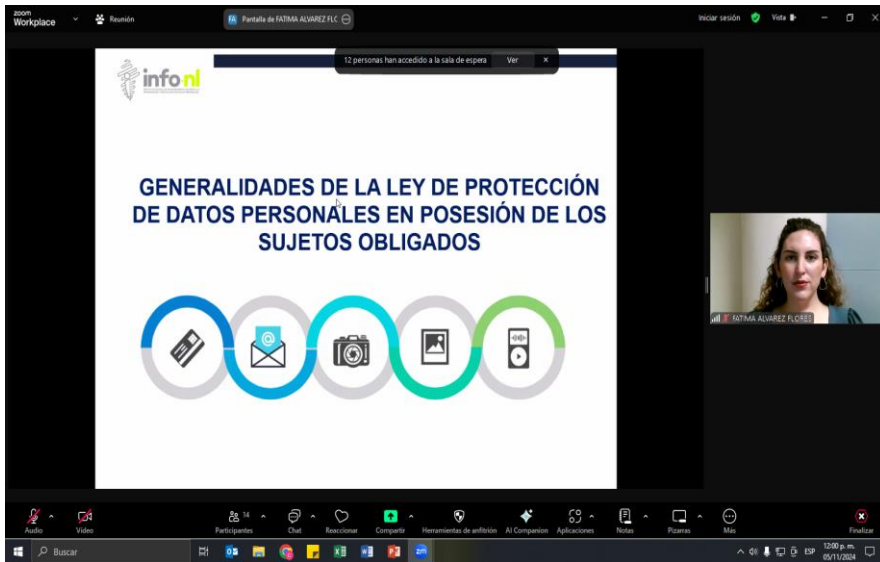 zoom
Workplace
Reunión
FA Pantalla de FATIMA ALVAREZ FLC
Iniciar sesión
Vista
12 personas han accedido a la sala de espera Ver X
info nl
GENERALIDADES DE LA LEY DE PROTECCIÓN
DE DATOS PERSONALES EN POSESIÓN DE LOS
SUJETOS OBLIGADOS
FATIMA ALVAREZ FLORES
Audio
Video
14
Participantes
Chat
Reaccionar
Compartir
Herramientas de anfitrión
AI Companion
Aplicaciones
Notas
Pizarras
Más
Finalizar
Buscar
zm
ESP
12:00 p. m.
05/11/2024